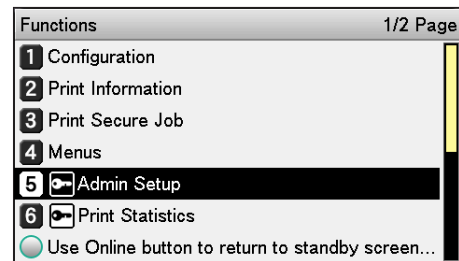 Functions 1/2 Page
1 Configuration
2 Print Information
3 Print Secure Job
4 Menus
5 Admin Setup
6 Print Statistics
Use Online button to return to standby screen...